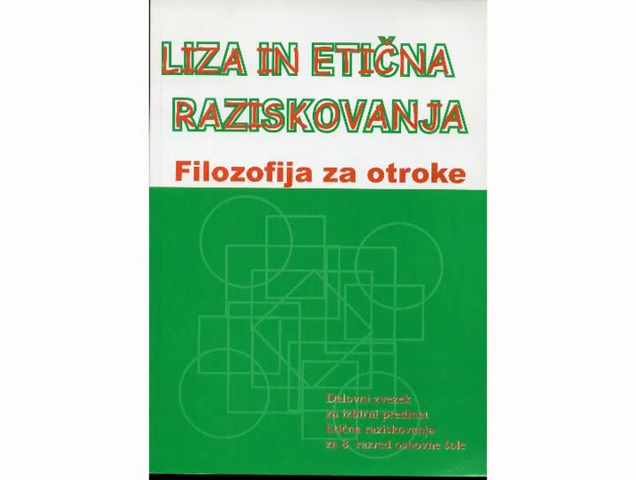 LIZA IN ETIČNA
RAZISKOVANJA
Filozofija za otroke
Delovni zvezek
za izbirni predmet
Etična raziskovanja
za 8. razred osnovne šole